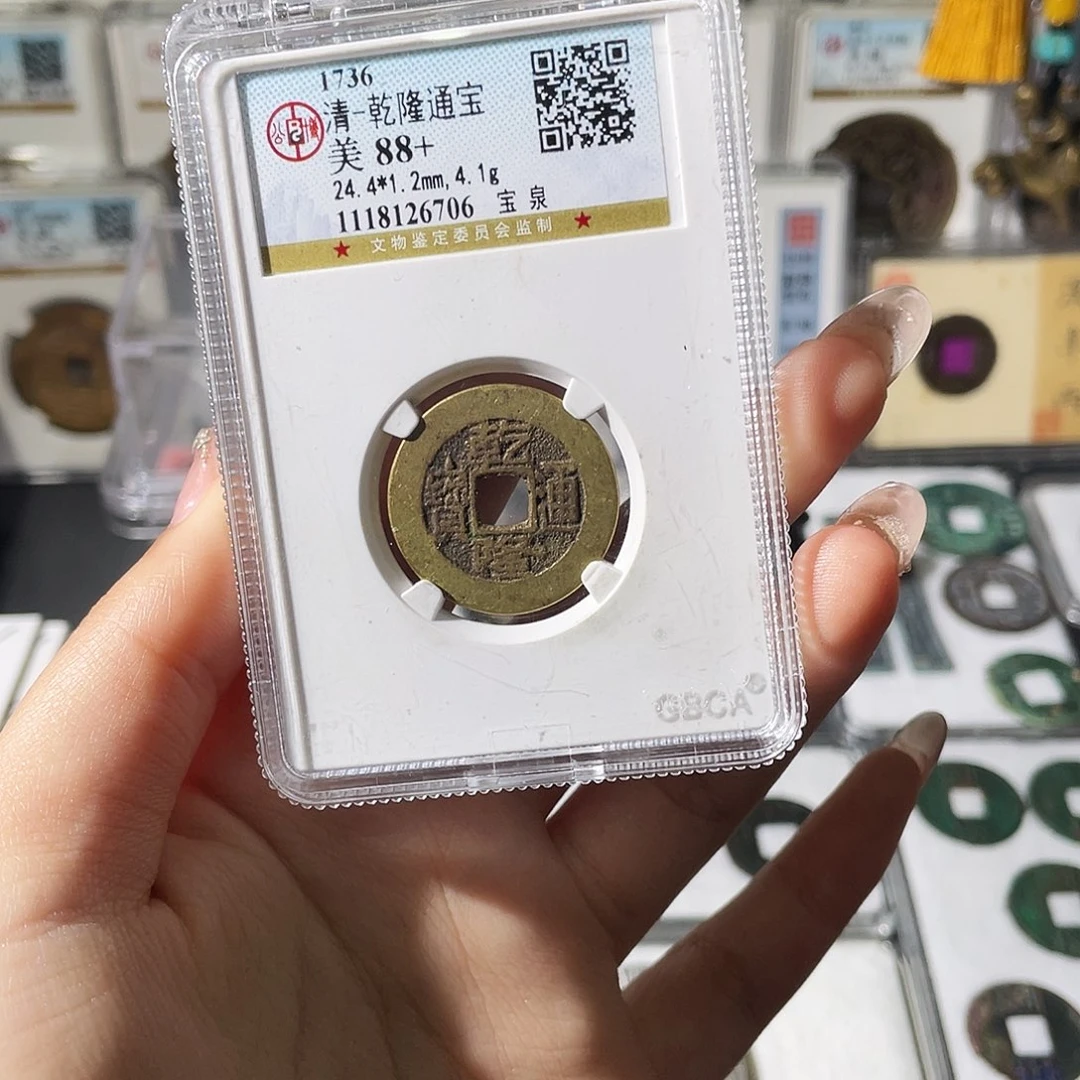 1736
清-乾隆通宝
美 88+
24.4*1.2mm, 4.1g
1118126706 宝泉
★ 文物鉴定委员会监制 ★
乾隆通寳
GBCA